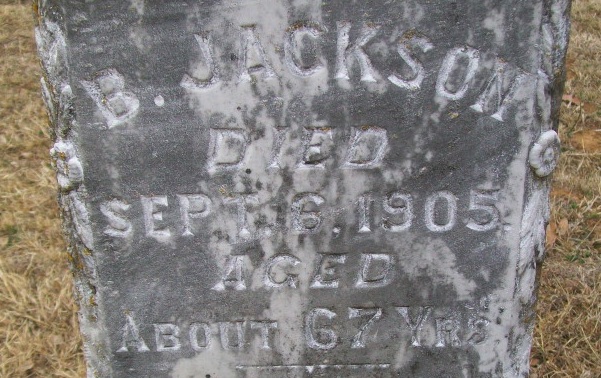 B. JACKSON
DIED
SEPT. 6, 1905.
AGED
ABOUT 67 YRS